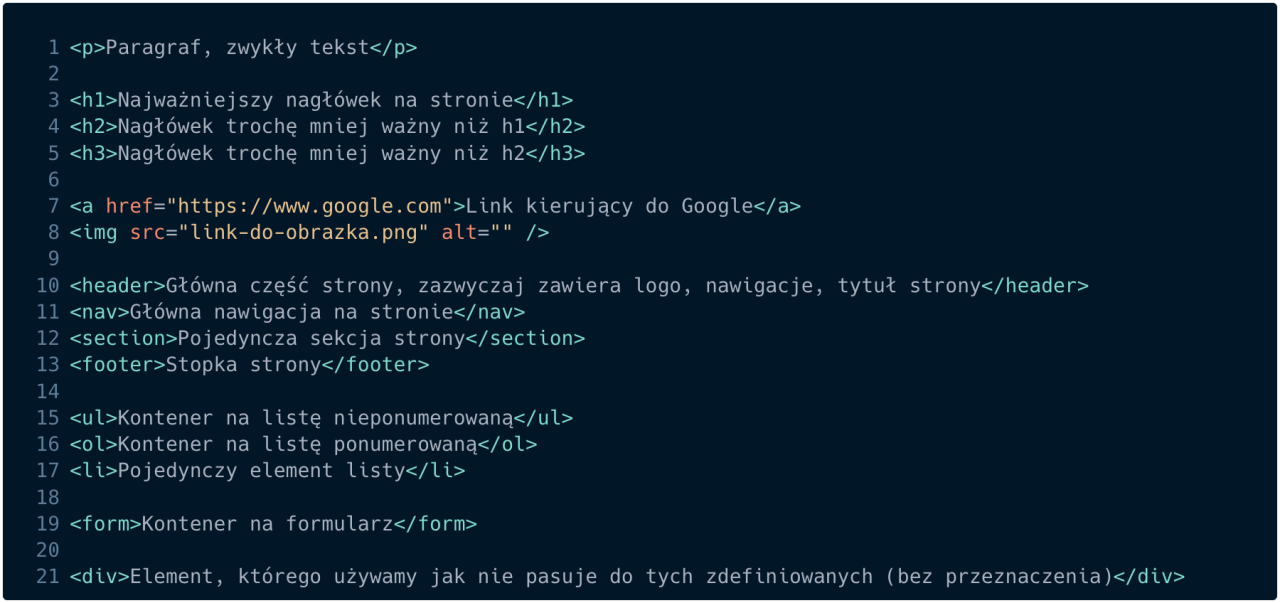 1 <p>Paragraf, zwykły tekst</p>
2
3 <h1>Najważniejszy nagłówek na stronie</h1>
4 <h2>Nagłówek trochę mniej ważny niż h1</h2>
5 <h3>Nagłówek trochę mniej ważny niż h2</h3>
6
7 <a href="https://www.google.com">Link kierujący do Google</a>
8 <img src="link-do-obrazka.png" alt="" />
9
10 <header>Główna część strony, zazwyczaj zawiera logo, nawigacje, tytuł strony</header>
11 <nav>Główna nawigacja na stronie</nav>
12 <section>Pojedyncza sekcja strony</section>
13 <footer>Stopka strony</footer>
14
15 <ul>Kontener na listę nieponumerowaną</ul>
16 <ol>Kontener na listę ponumerowaną</ol>
17 <li>Pojedynczy element listy</li>
18
19 <form>Kontener na formularz</form>
20
21 <div>Element, którego używamy jak nie pasuje do tych zdefiniowanych (bez przeznaczenia)</div>